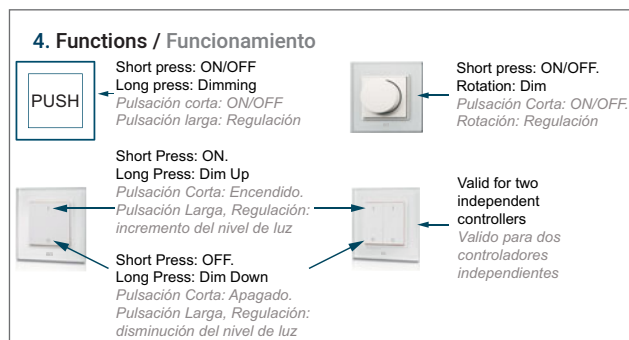 4. Functions / Funcionamiento
PUSH
Short press: ON/OFF
Long press: Dimming
Pulsación corta: ON/OFF
Pulsación larga: Regulación
Short press: ON/OFF.
Rotation: Dim
Pulsación Corta: ON/OFF.
Rotación: Regulación
Short Press: ON.
Long Press: Dim Up
Pulsación Corta: Encendido.
Pulsación Larga, Regulación:
incremento del nivel de luz
Short Press: OFF.
Long Press: Dim Down
Pulsación Corta: Apagado.
Pulsación Larga, Regulación:
disminución del nivel de luz
Valid for two
independent
controllers
Valido para dos
controladores
independientes